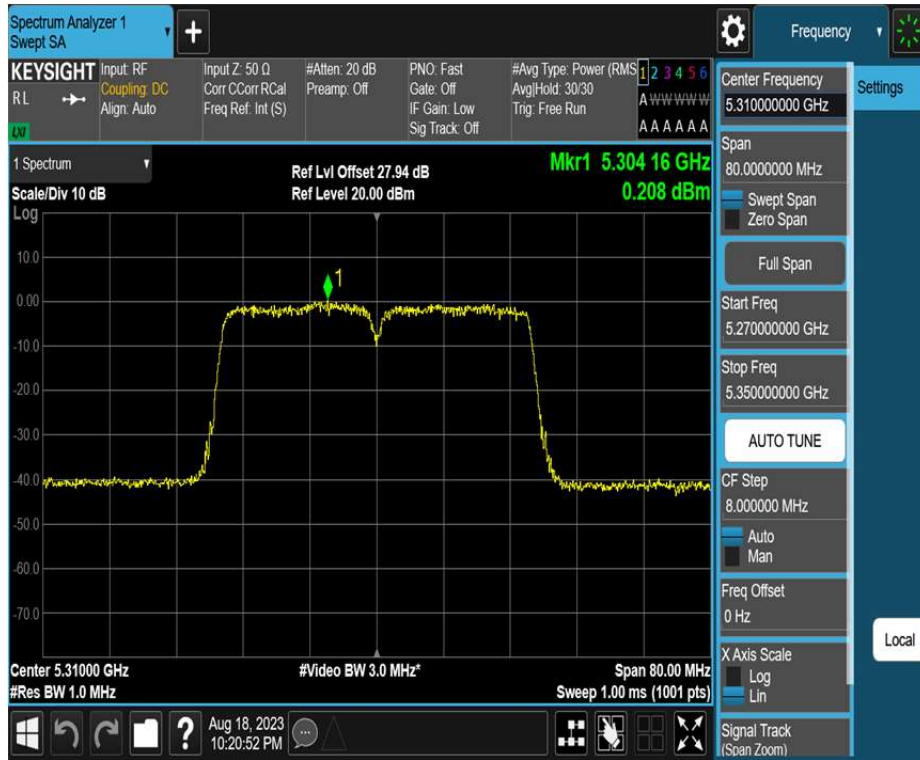 Spectrum Analyzer 1
Swept SA
Frequency
KEYSIGHT
R L
LXI
Input: RF
Coupling: DC
Align: Auto
Input Z: 50 Ω
Corr CCorr RCal
Freq Ref: Int (S)
#Atten: 20 dB
Preamp: Off
PNO: Fast
Gate: Off
IF Gain: Low
Sig Track: Off
#Avg Type: Power (RMS
Avg|Hold: 30/30
Trig: Free Run
1 2 3 4 5 6
A W W W W W
A A A A A A
1 Spectrum
Scale/Div 10 dB
Log
Ref Lvl Offset 27.94 dB
Ref Level 20.00 dBm
Mkr1 5.304 16 GHz
0.208 dBm
1
10.0
0.00
-10.0
-20.0
-30.0
-40.0
-50.0
-60.0
-70.0
Center 5.31000 GHz
#Res BW 1.0 MHz
#Video BW 3.0 MHz*
Span 80.00 MHz
Sweep 1.00 ms (1001 pts)
Aug 18, 2023
10:20:52 PM
Center Frequency
5.310000000 GHz
Span
80.0000000 MHz
Swept Span
Zero Span
Full Span
Start Freq
5.270000000 GHz
Stop Freq
5.350000000 GHz
AUTO TUNE
CF Step
8.000000 MHz
Auto
Man
Freq Offset
0 Hz
X Axis Scale
Log
Lin
Signal Track
(Span Zoom)
Settings
Local